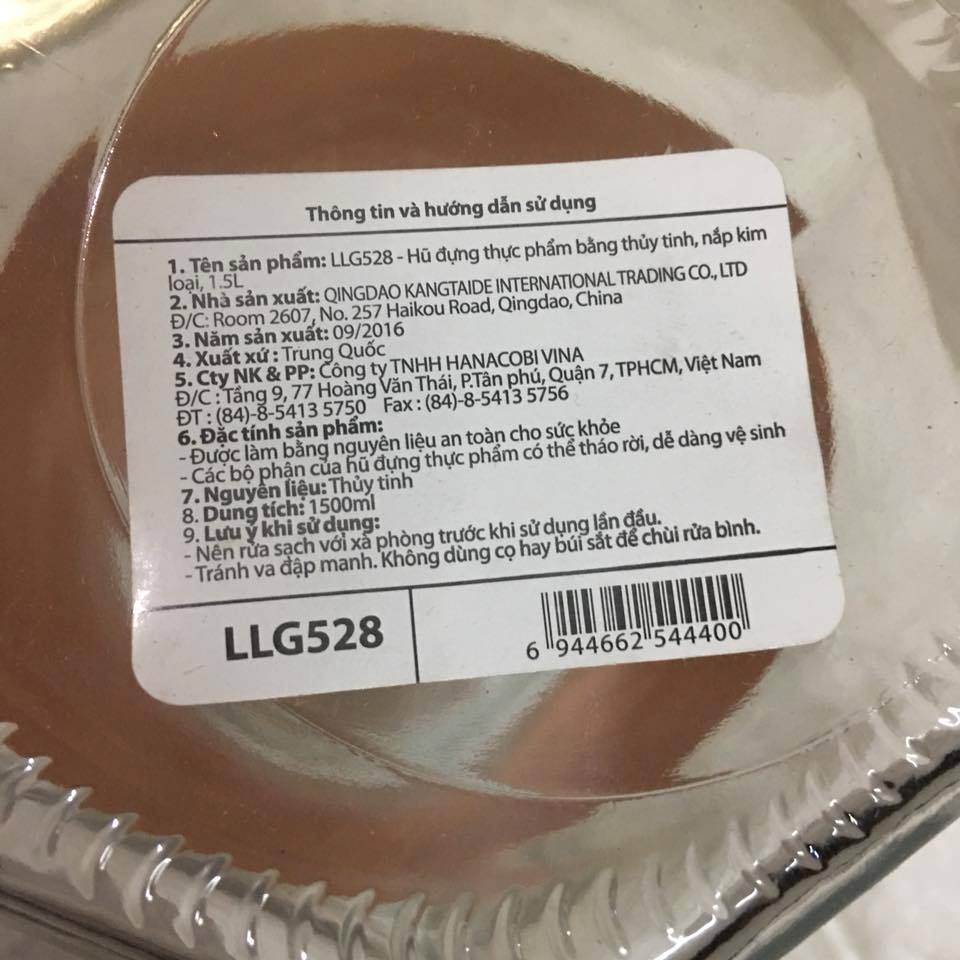 Thông tin và hướng dẫn sử dụng
1. Tên sản phẩm: LLG528 - Hũ đựng thực phẩm bằng thủy tinh, nắp kim
loại, 1.5L
2. Nhà sản xuất: QINGDAO KANGTAIDE INTERNATIONAL TRADING CO., LTD
Đ/C: Room 2607, No. 257 Haikou Road, Qingdao, China
3. Năm sản xuất: 09/2016
4. Xuất xứ : Trung Quốc
5. Cty NK & PP: Công ty TNHH HANACOBI VINA
Đ/C : Tầng 9, 77 Hoàng Văn Thái, P.Tân phú, Quận 7, TPHCM, Việt Nam
ĐT : (84)-8-5413 5750 Fax : (84)-8-5413 5756
6. Đặc tính sản phẩm:
- Được làm bằng nguyên liệu an toàn cho sức khỏe
- Các bộ phận của hũ đựng thực phẩm có thể tháo rời, dễ dàng vệ sinh
7. Nguyên liệu: Thủy tinh
8. Dung tích: 1500ml
9. Lưu ý khi sử dụng:
- Nên rửa sạch với xà phòng trước khi sử dụng lần đầu.
- Tránh va đập mạnh. Không dùng cọ hay búi sắt để chùi rửa bình.
LLG528
6 944662 544400